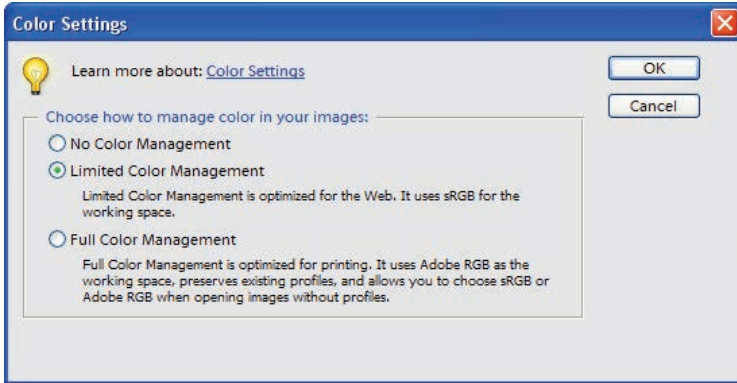 Color Settings
Learn more about: Color Settings
OK
Cancel
Choose how to manage color in your images:
No Color Management
Limited Color Management
Limited Color Management is optimized for the Web. It uses sRGB for the
working space.
Full Color Management
Full Color Management is optimized for printing. It uses Adobe RGB as the
working space, preserves existing profiles, and allows you to choose sRGB or
Adobe RGB when opening images without profiles.